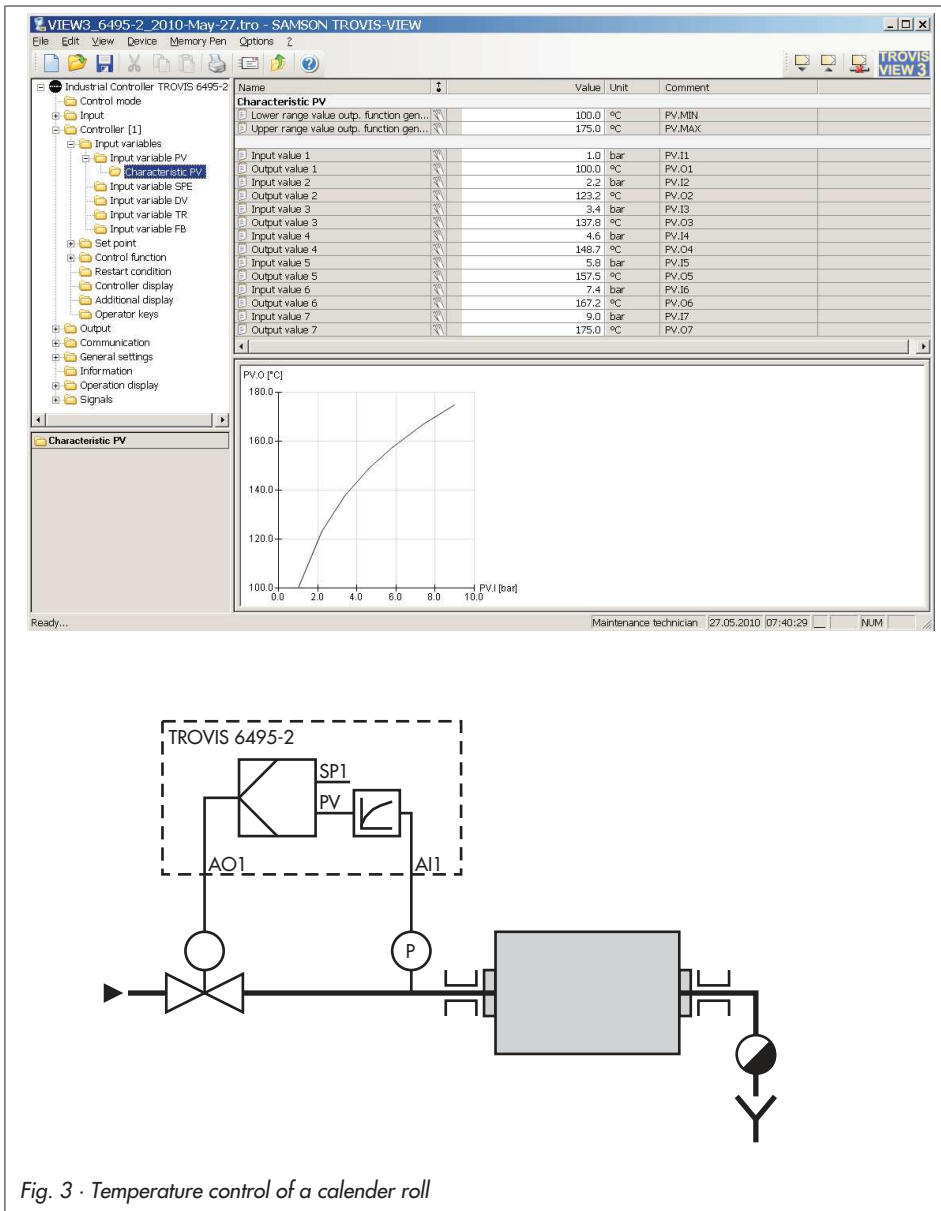 VIEW3_6495-2_2010-May-27.tro - SAMSON TROVIS-VIEW
File Edit View Device Memory Pen Options ?
TROVIS
VIEW 3
Industrial Controller TROVIS 6495-2
Control mode
Input
Controller [1]
Input variables
Input variable PV
Characteristic PV
Input variable SPE
Input variable DV
Input variable TR
Input variable FB
Set point
Control function
Restart condition
Controller display
Additional display
Operator keys
Output
Communication
General settings
Information
Operation display
Signals
Characteristic PV
Name Value Unit Comment
Characteristic PV
Lower range value outp. function gen... 100.0 °C PV.MIN
Upper range value outp. function gen... 175.0 °C PV.MAX
Input value 1 1.0 bar PV.I1
Output value 1 100.0 °C PV.O1
Input value 2 2.2 bar PV.I2
Output value 2 123.2 °C PV.O2
Input value 3 3.4 bar PV.I3
Output value 3 137.8 °C PV.O3
Input value 4 4.6 bar PV.I4
Output value 4 148.7 °C PV.O4
Input value 5 5.8 bar PV.I5
Output value 5 157.5 °C PV.O5
Input value 6 7.4 bar PV.I6
Output value 6 167.2 °C PV.O6
Input value 7 9.0 bar PV.I7
Output value 7 175.0 °C PV.O7
PV.O [°C]
180.0
160.0
140.0
120.0
100.0
0.0 2.0 4.0 6.0 8.0 10.0
PV.I [bar]
Ready... Maintenance technician 27.05.2010 07:40:29 NUM
TROVIS 6495-2
SP1
PV
AO1 AI1
P
Fig. 3 · Temperature control of a calender roll